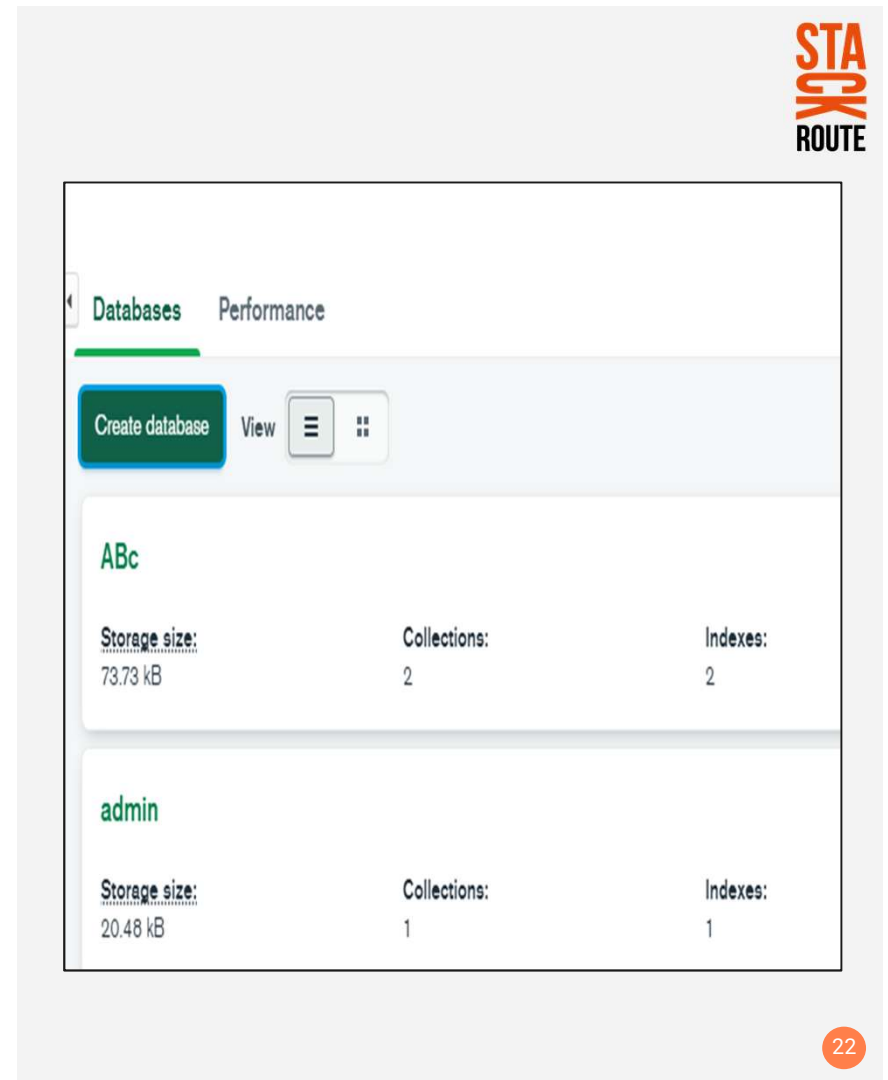 STA
CK
ROUTE
Databases Performance
Create database View
ABc
Storage size: Collections: Indexes:
73.73 kB 2 2
admin
Storage size: Collections: Indexes:
20.48 kB 1 1
22